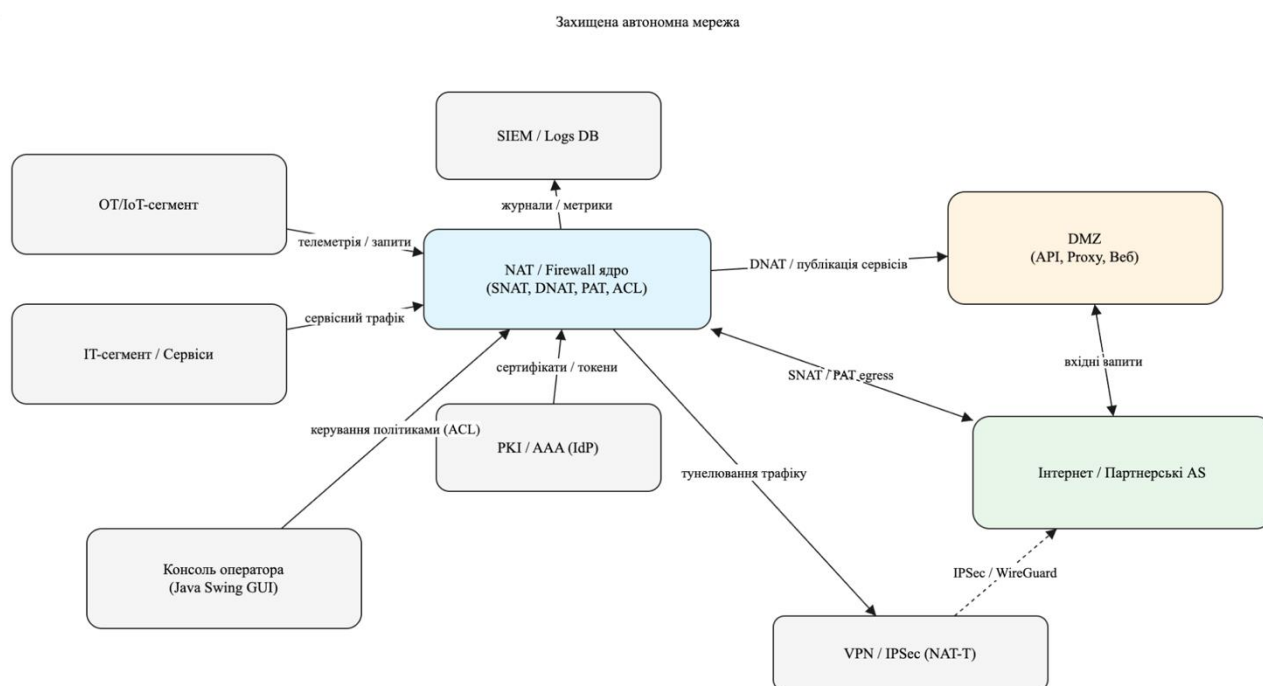 Захищена автономна мережа
SIEM / Logs DB
OT/IoT-сегмент
журнали / метрики
телеметрія / запити
NAT / Firewall ядро
(SNAT, DNAT, PAT, ACL)
DNAT / публікація сервісів
DMZ
(API, Proxy, Веб)
IT-сегмент / Сервіси
сервісний трафік
сертифікати / токени
SNAT / PAT egress
вхідні запити
керування політиками (ACL)
PKI / AAA (IdP)
тунелювання трафіку
Інтернет / Партнерські AS
Консоль оператора
(Java Swing GUI)
IPSec / WireGuard
VPN / IPSec (NAT-T)